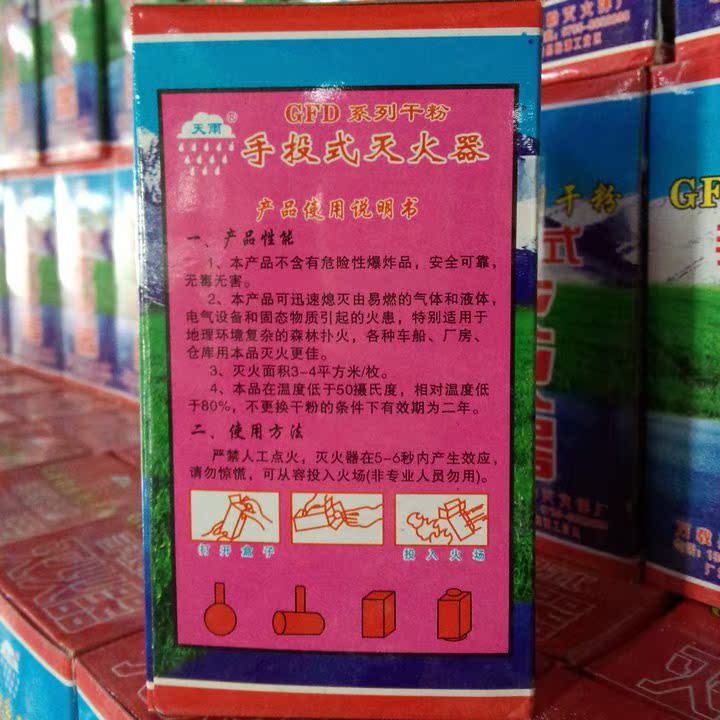 GFD 系列干粉
天雨®
手投式灭火器
产品使用说明书
一、产品性能
1、本产品不含有危险性爆炸品，安全可靠，
无毒无害。
2、本产品可迅速熄灭由易燃的气体和液体，
电气设备和固态物质引起的火患，特别适用于
地理环境复杂的森林扑火，各种车船、厂房、
仓库用本品灭火更佳。
3、灭火面积3-4平方米/枚。
4、本品在温度低于50摄氏度，相对温度低
于80%，不更换干粉的条件下有效期为二年。
二、使用方法
严禁人工点火，灭火器在5-6秒内产生效应，
请勿惊慌，可从容投入火场(非专业人员勿用)。
打开盒子
投入火场
干粉
GFD